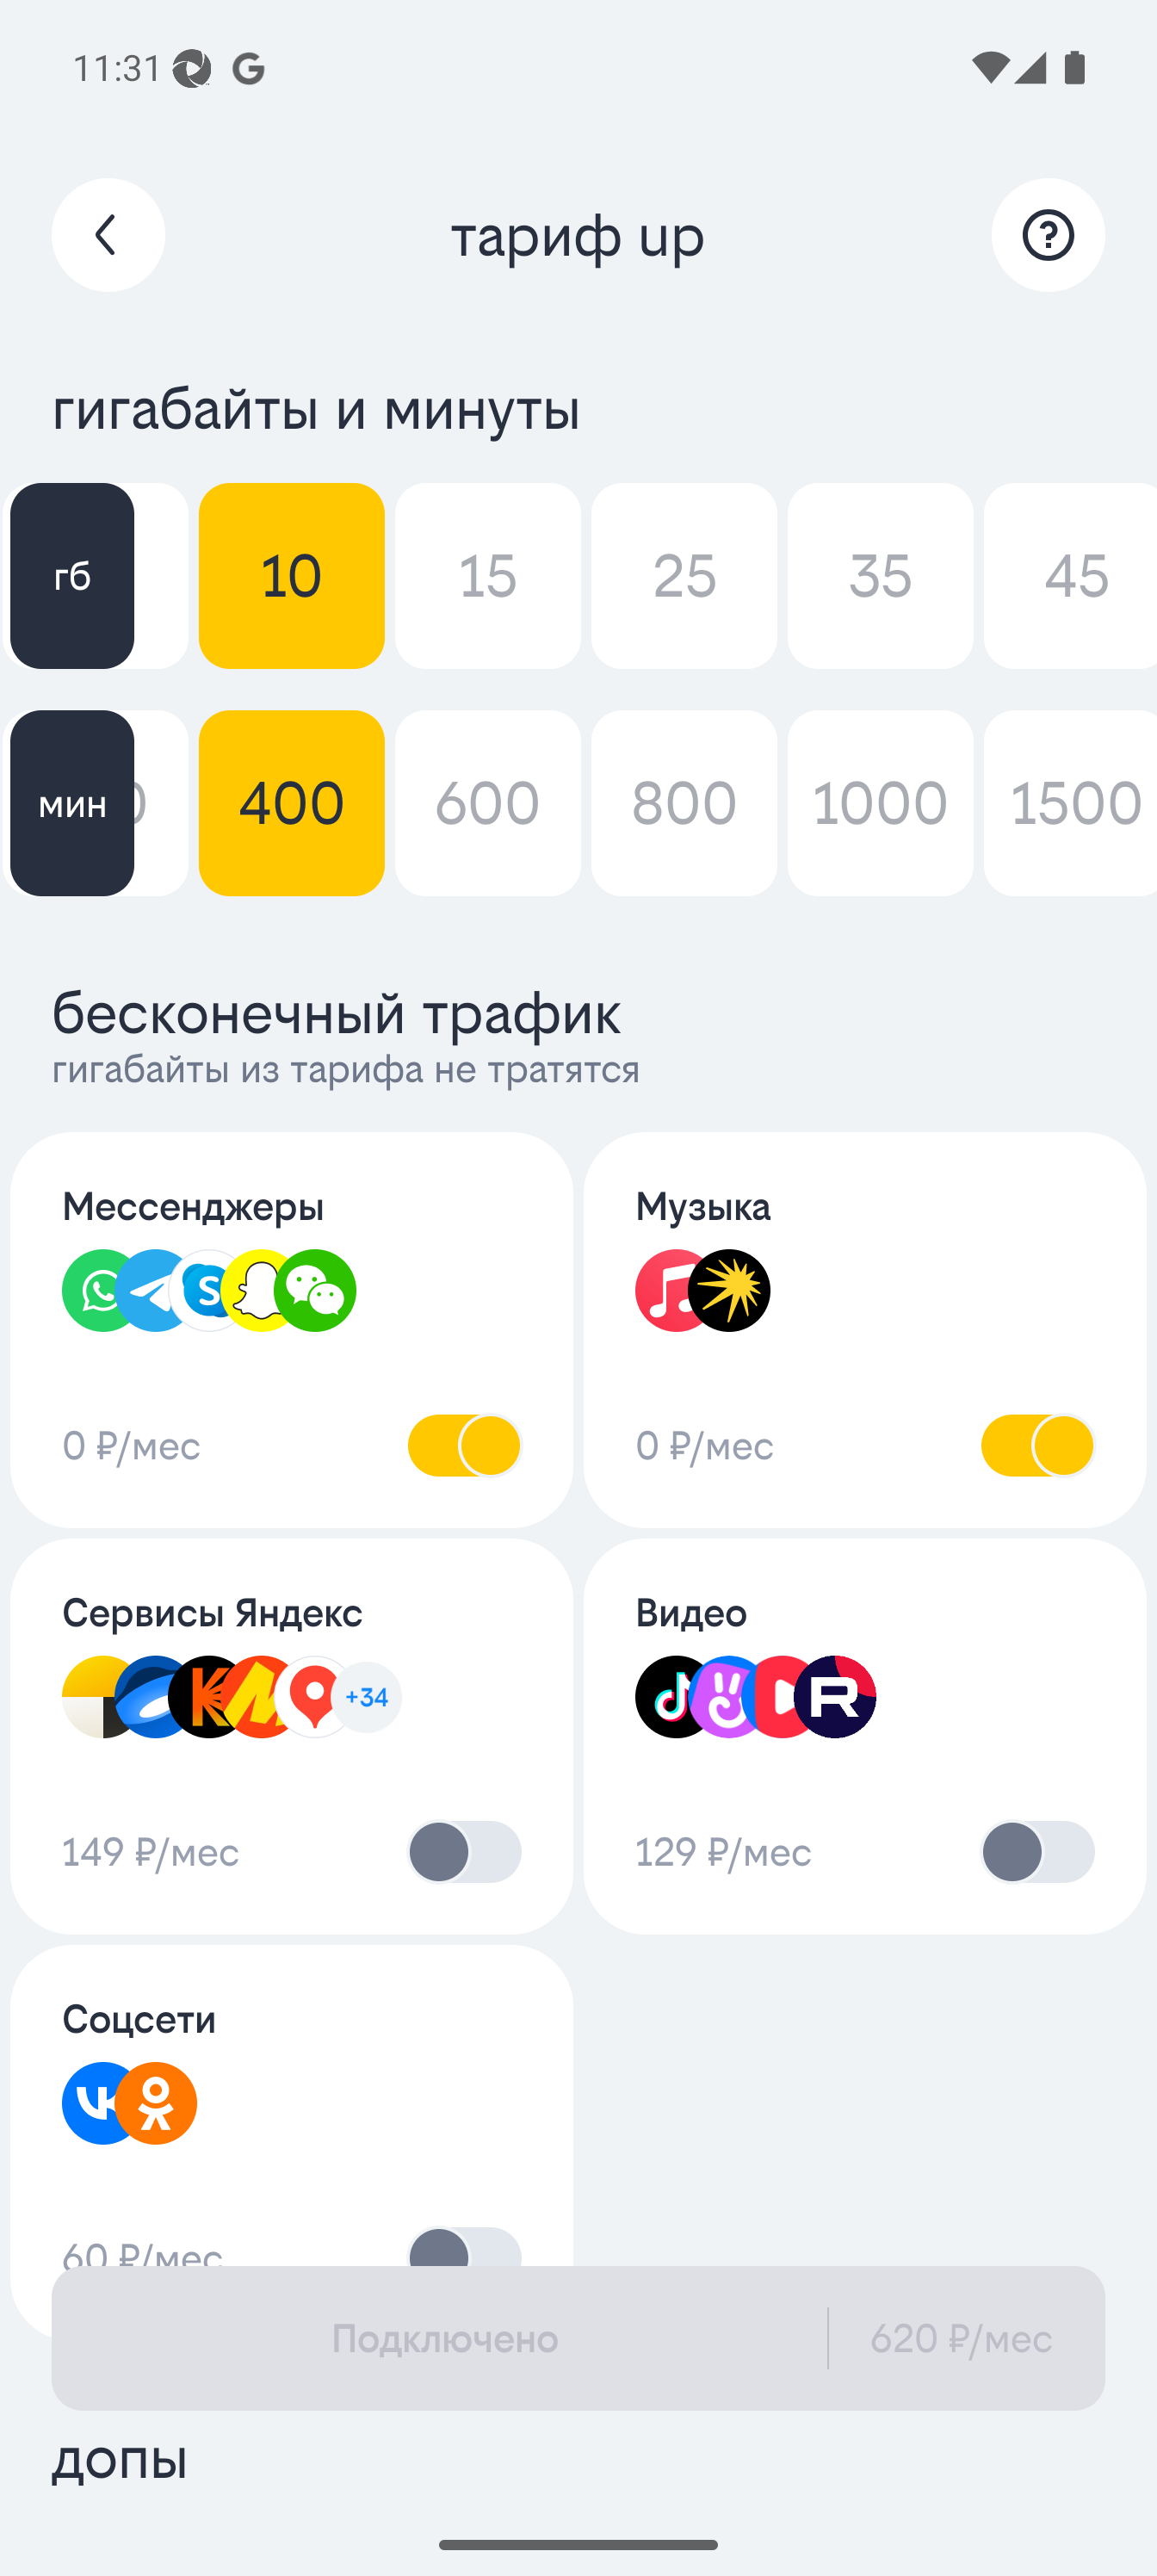 11:31
тариф up
?
гигабайты и минуты
гб 10 15 25 35 45
мин 400 600 800 1000 1500
бесконечный трафик
гигабайты из тарифа не тратятся
Мессенджеры
0 ₽/мес
Музыка
0 ₽/мес
Сервисы Яндекс
+34
149 ₽/мес
Видео
129 ₽/мес
Соцсети
60 ₽/мес
Подключено 620 ₽/мес
допы